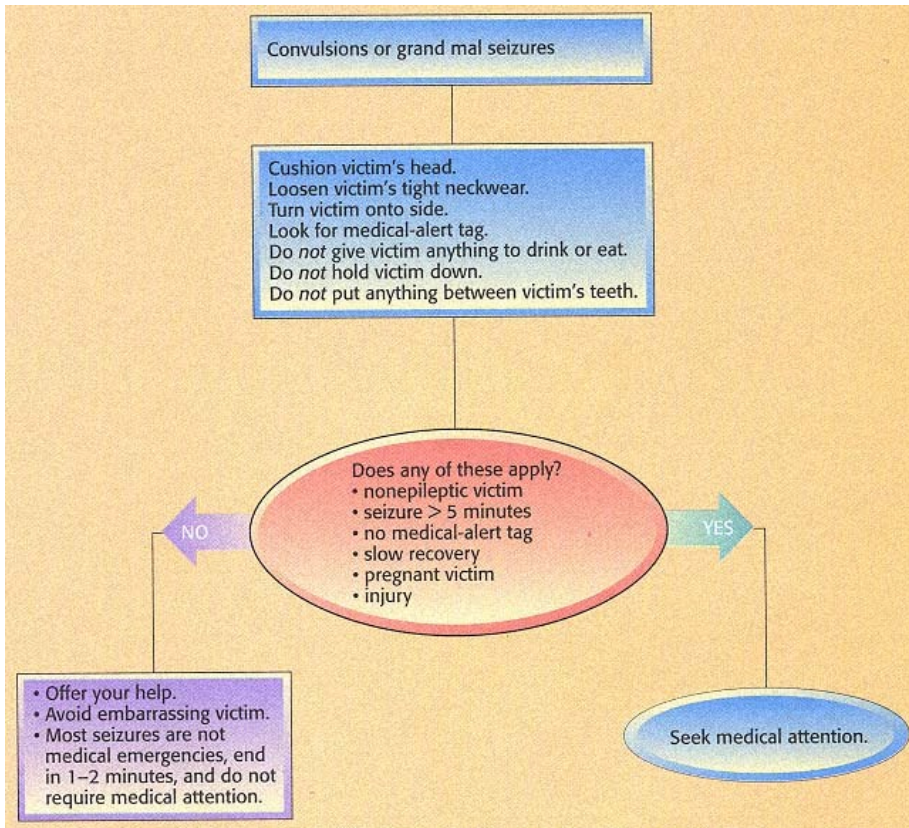 Convulsions or grand mal seizures
Cushion victim's head.
Loosen victim's tight neckwear.
Turn victim onto side.
Look for medical-alert tag.
Do not give victim anything to drink or eat.
Do not hold victim down.
Do not put anything between victim's teeth.
Does any of these apply?
• nonepileptic victim
• seizure > 5 minutes
• no medical-alert tag
• slow recovery
• pregnant victim
• injury
NO
YES
• Offer your help.
• Avoid embarrassing victim.
• Most seizures are not
medical emergencies, end
in 1–2 minutes, and do not
require medical attention.
Seek medical attention.